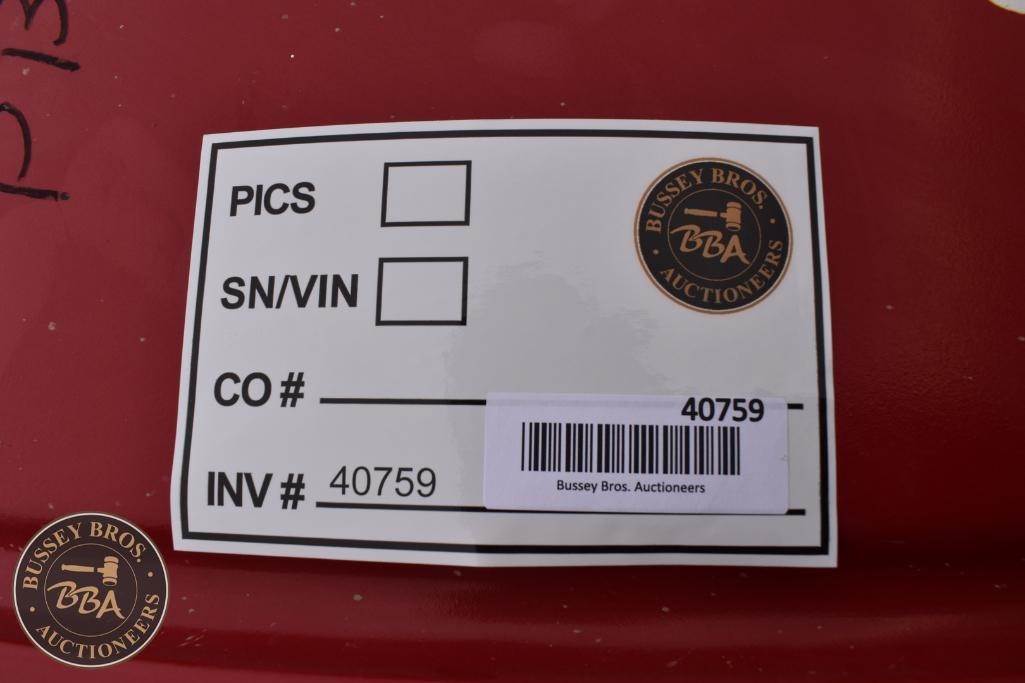 PICS
SN/VIN
CO #
INV # 40759
40759
Bussey Bros. Auctioneers
BUSSEY BROS.
BBA
AUCTIONEERS
BUSSEY BROS.
BBA
AUCTIONEERS